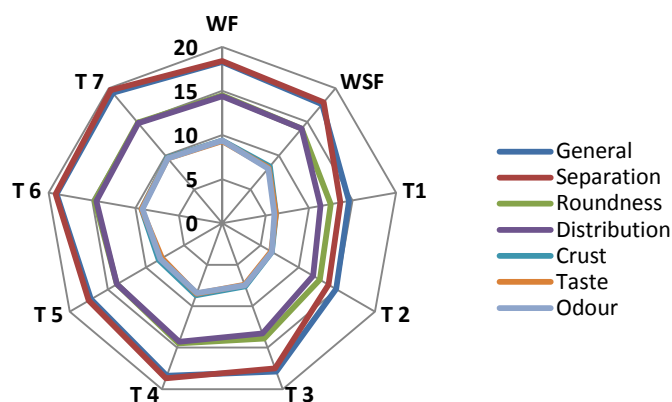 WF
20
T 7
WSF
15
10
T 6
5
T1
0
T 5
T 2
T 4
T 3
General
Separation
Roundness
Distribution
Crust
Taste
Odour